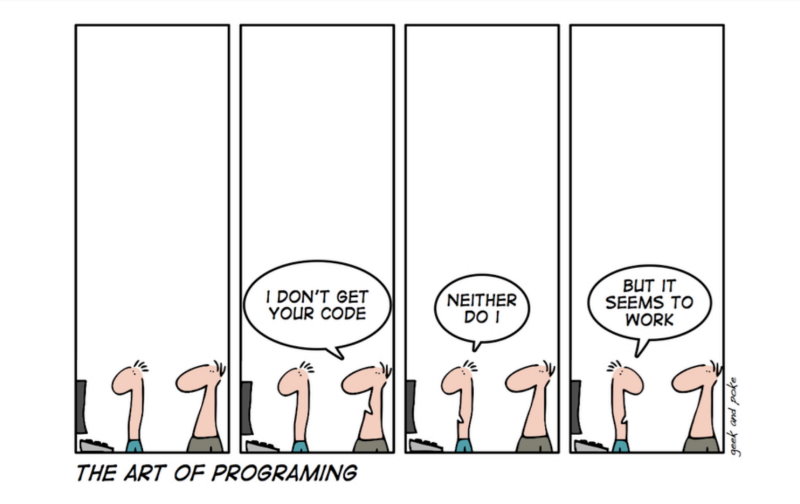 I DON'T GET
YOUR CODE
NEITHER
DO I
BUT IT
SEEMS TO
WORK
geek and poke
THE ART OF PROGRAMING